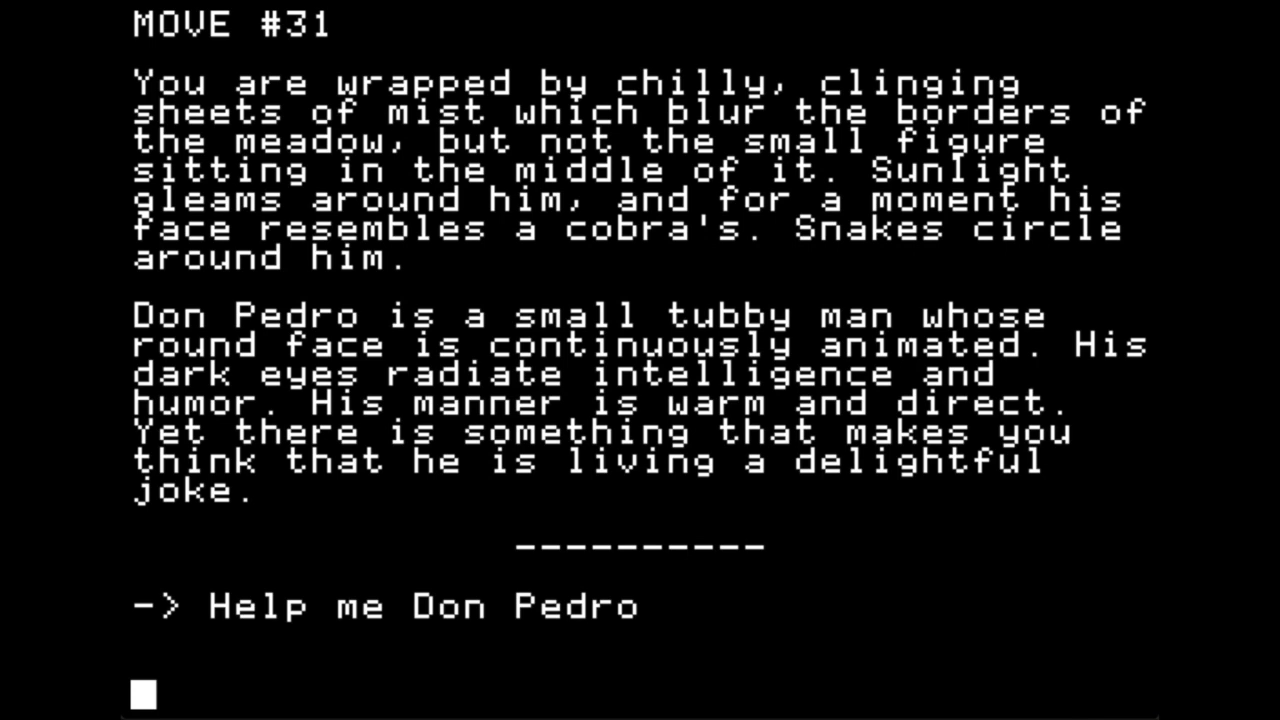 MOVE #31
You are wrapped by chilly, clinging
sheets of mist which blur the borders of
the meadow, but not the small figure
sitting in the middle of it. Sunlight
gleams around him, and for a moment his
face resembles a cobra's. Snakes circle
around him.
Don Pedro is a small tubby man whose
round face is continuously animated. His
dark eyes radiate intelligence and
humor. His manner is warm and direct.
Yet there is something that makes you
think that he is living a delightful
joke.
----------
-> Help me Don Pedro